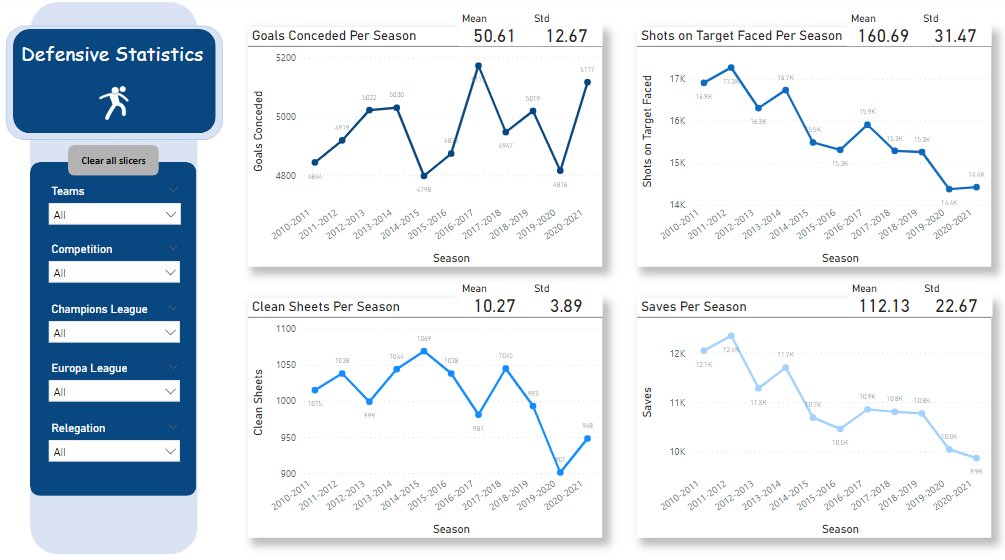 Defensive Statistics
Clear all slicers
Teams
All
Competition
All
Champions League
All
Europa League
All
Relegation
All
Mean Std
Goals Conceded Per Season 50.61 12.67
5200
5000
4800
Goals Conceded
4844
4919
5022
5030
4798
4947
5019
4816
5117
2010-2011
2011-2012
2012-2013
2013-2014
2014-2015
2015-2016
2016-2017
2017-2018
2018-2019
2019-2020
2020-2021
Season
Mean Std
Shots on Target Faced Per Season 160.69 31.47
17K
16K
15K
14K
Shots on Target Faced
16.9K
17.3K
16.3K
16.7K
15.3K
15.9K
15.3K
15.3K
14.4K
14.4K
2010-2011
2011-2012
2012-2013
2013-2014
2014-2015
2015-2016
2016-2017
2017-2018
2018-2019
2019-2020
2020-2021
Season
Mean Std
Clean Sheets Per Season 10.27 3.89
1100
1050
1000
950
900
Clean Sheets
1015
1038
999
1044
1069
1038
981
1045
993
901
948
2010-2011
2011-2012
2012-2013
2013-2014
2014-2015
2015-2016
2016-2017
2017-2018
2018-2019
2019-2020
2020-2021
Season
Mean Std
Saves Per Season 112.13 22.67
12K
11K
10K
Saves
12.1K
12.4K
11.3K
11.7K
10.7K
10.5K
10.9K
10.8K
10.8K
10.0K
9.9K
2010-2011
2011-2012
2012-2013
2013-2014
2014-2015
2015-2016
2016-2017
2017-2018
2018-2019
2019-2020
2020-2021
Season